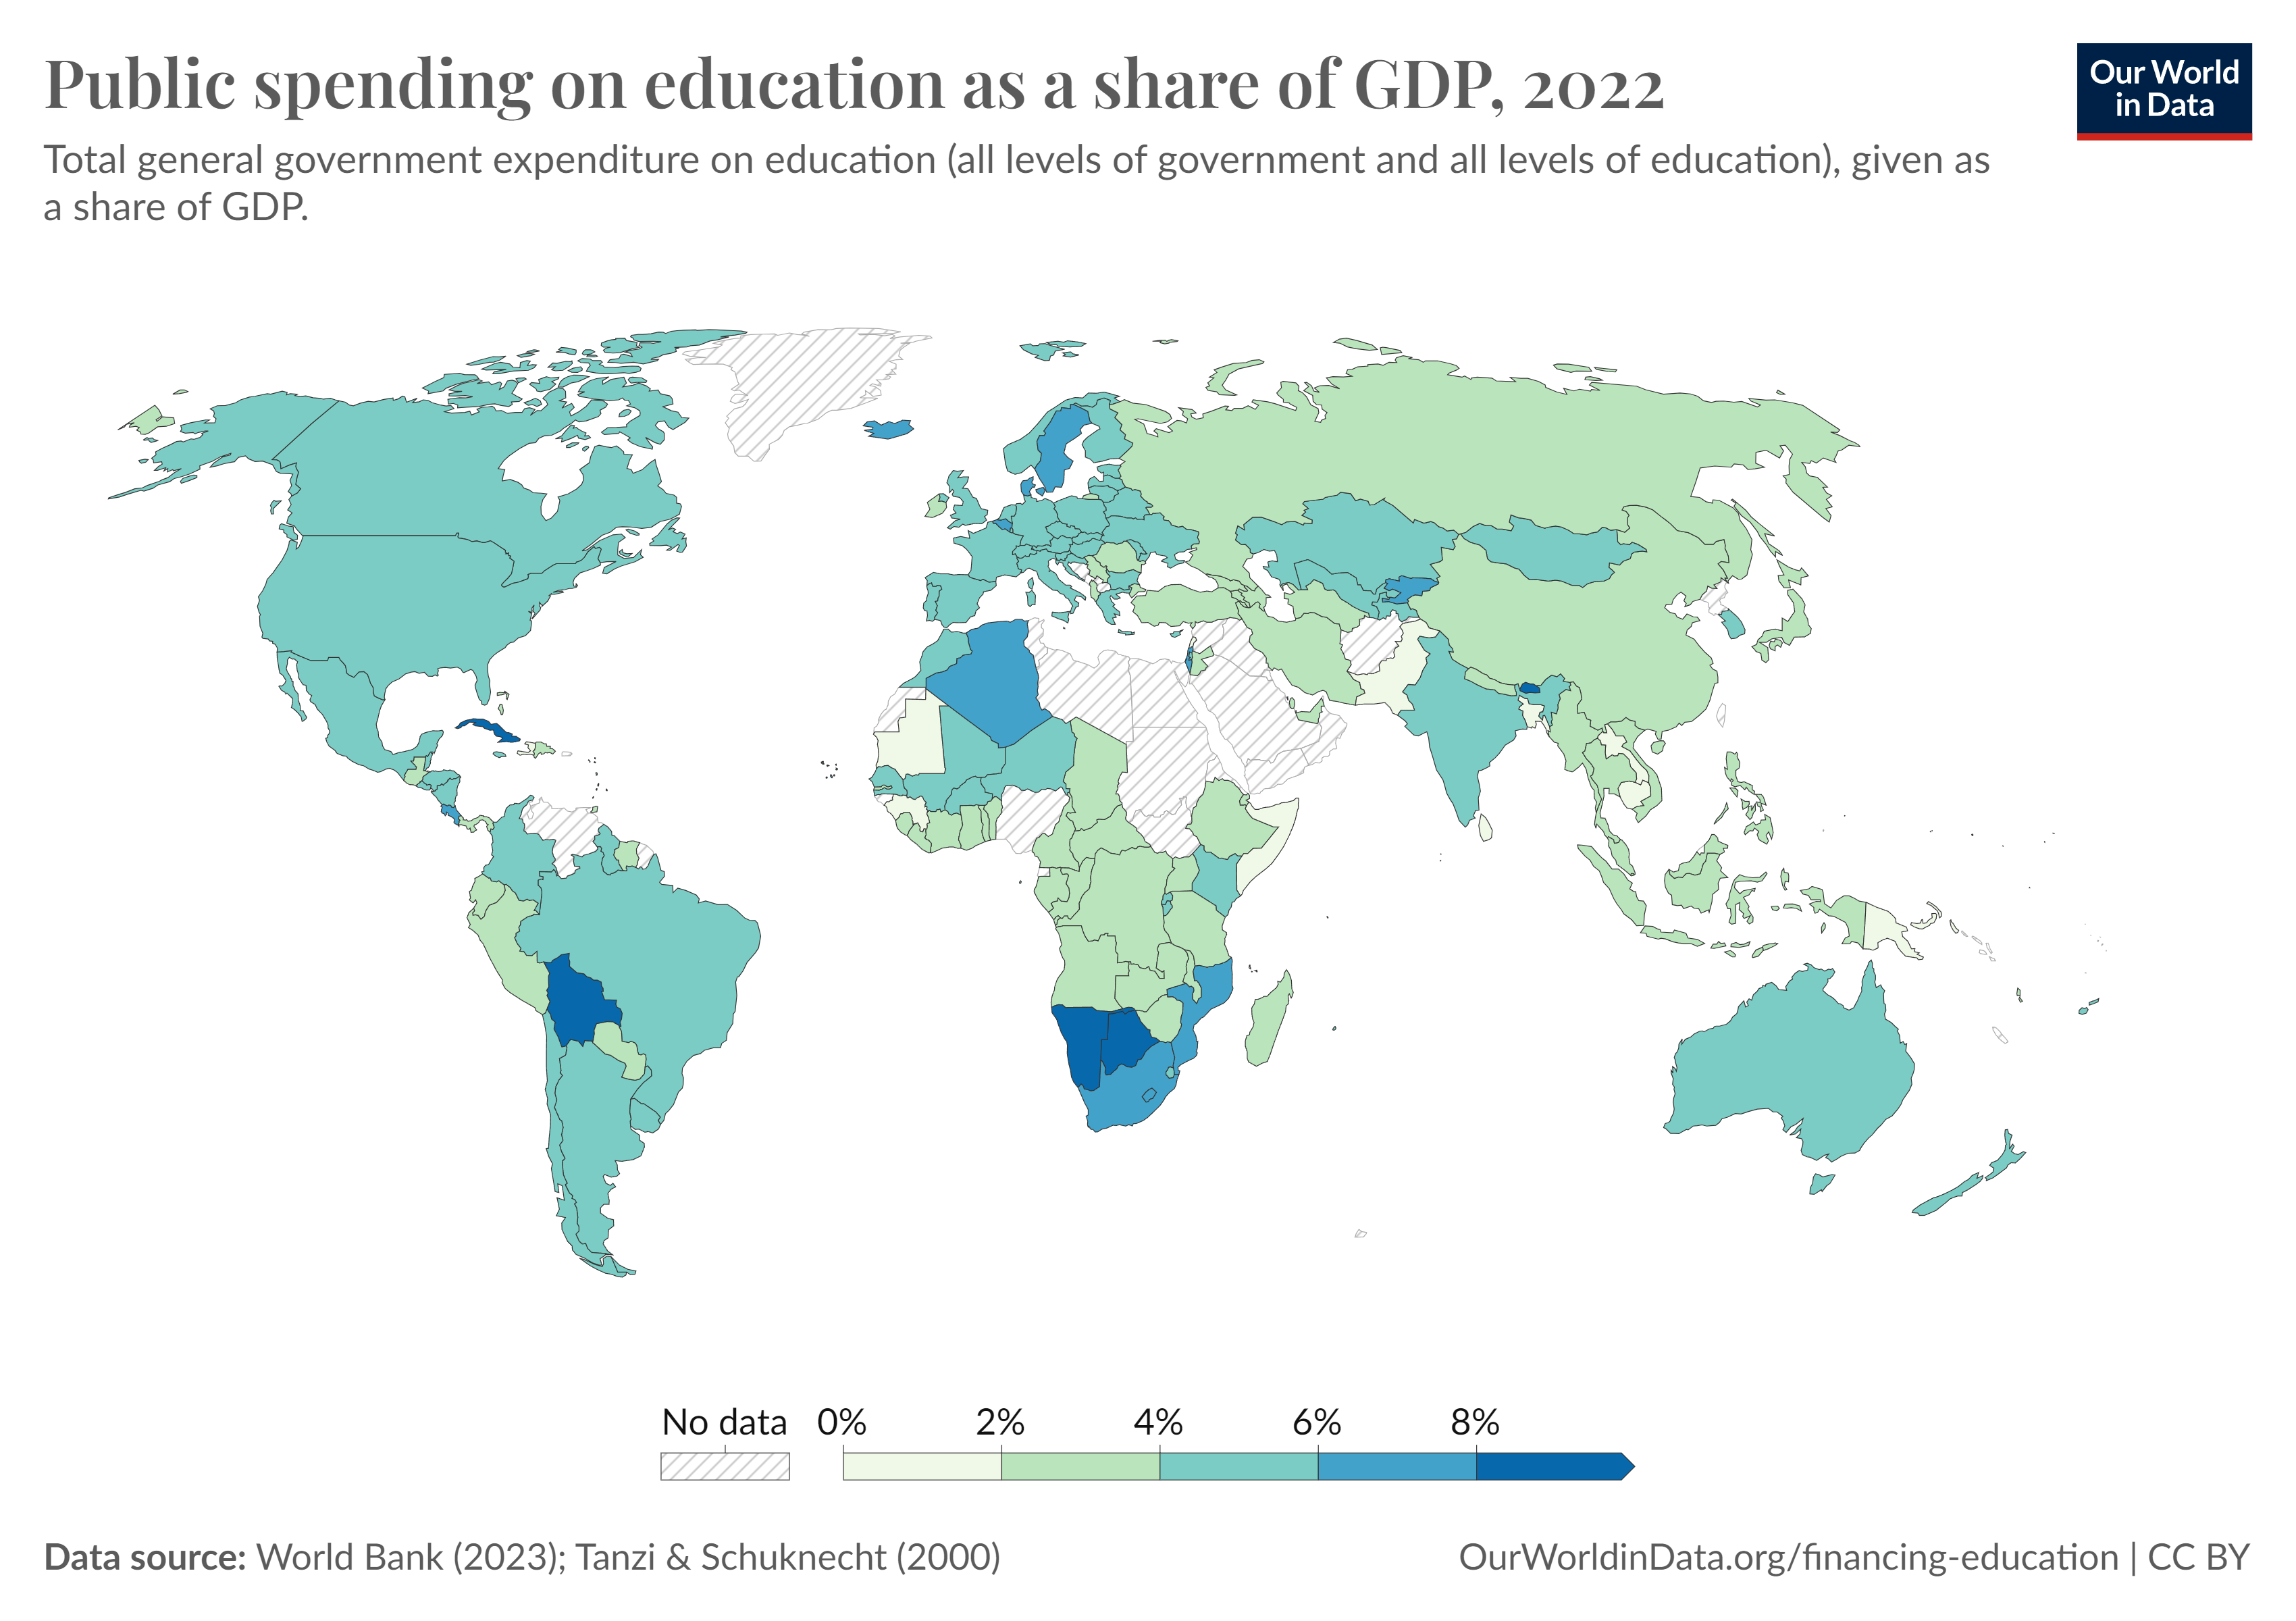 Public spending on education as a share of GDP, 2022
Our World
in Data
Total general government expenditure on education (all levels of government and all levels of education), given as
a share of GDP.
No data 0% 2% 4% 6% 8%
Data source: World Bank (2023); Tanzi & Schuknecht (2000)
OurWorldinData.org/financing-education | CC BY